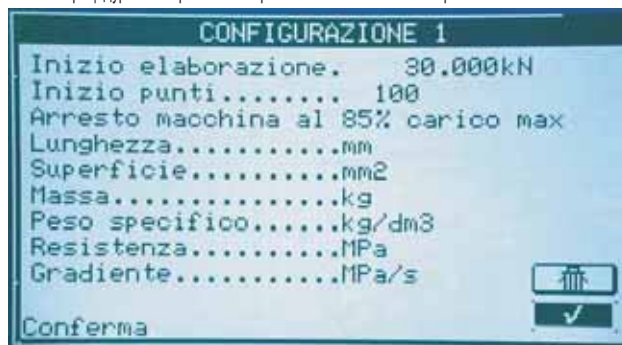 CONFIGURAZIONE 1
Inizio elaborazione. 30.000kN
Inizio punti........ 100
Arresto macchina al 85% carico max
Lunghezza...........mm
Superficie..........mm2
Massa...............kg
Peso specifico......kg/dm3
Resistenza..........MPa
Gradiente...........MPa/s
Conferma